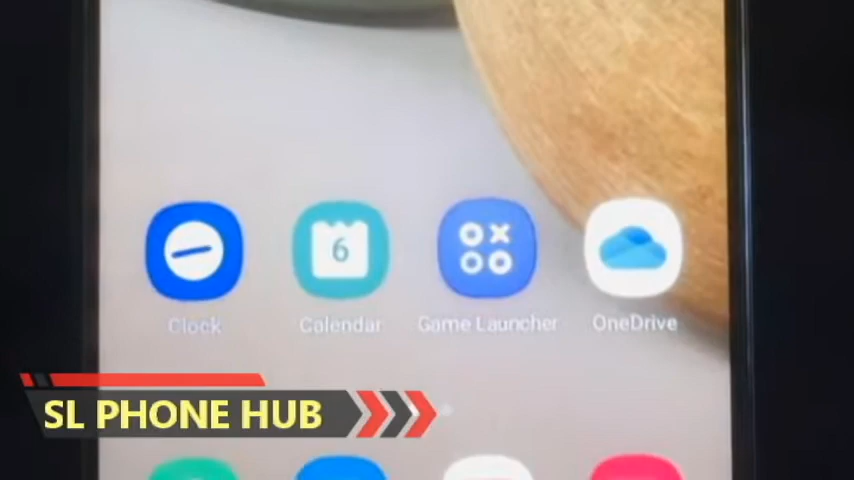 6
Clock
Calendar
Game Launcher
OneDrive
SL PHONE HUB